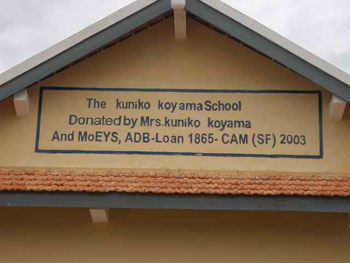 The kuniko koyama School
Donated by Mrs.kuniko koyama
And MoEYS, ADB-Loan 1865- CAM (SF) 2003